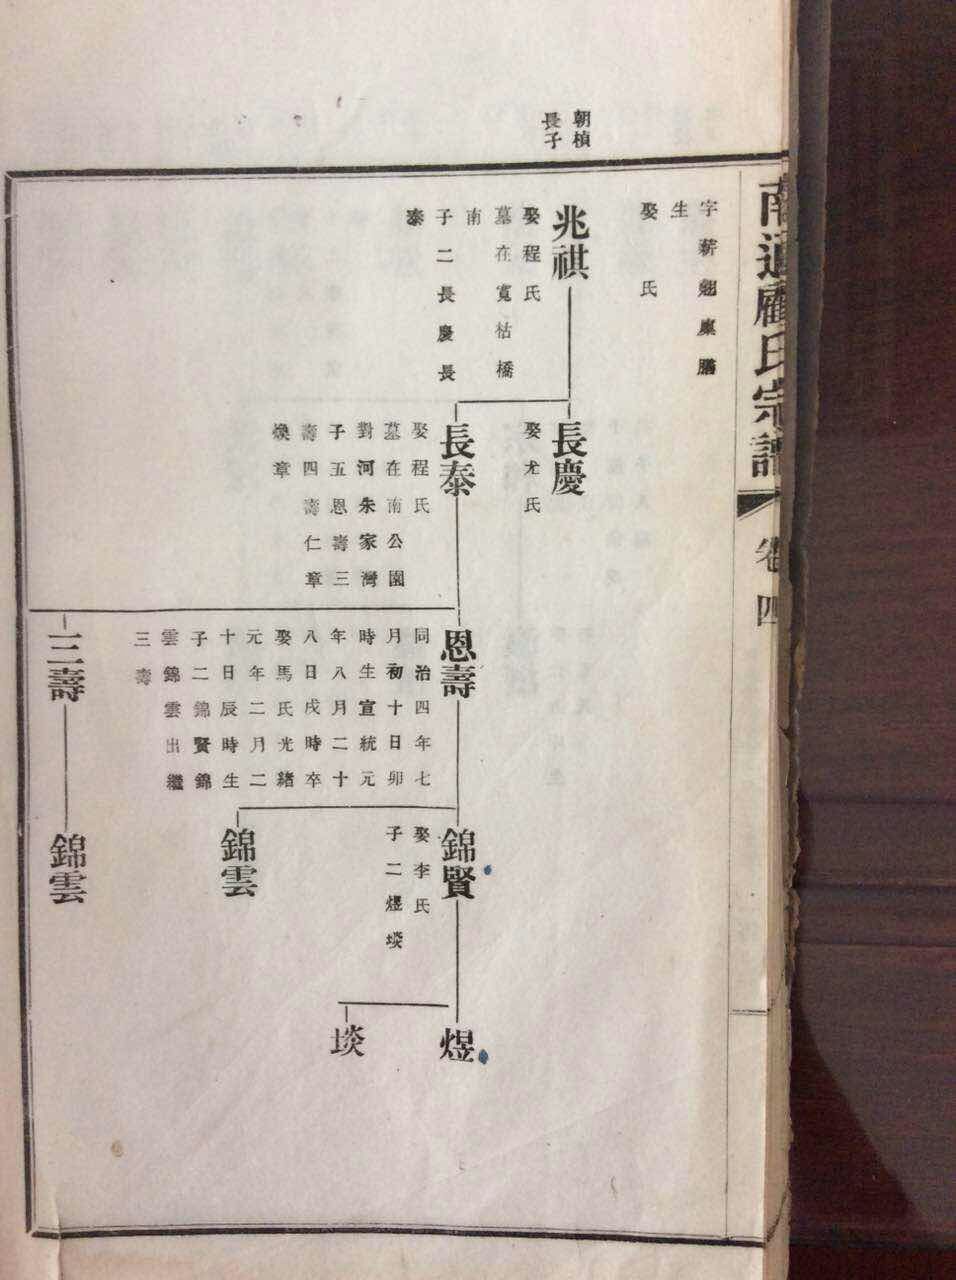 南通顧氏宗譜
卷四
字薪翹廩膳
生
娶　氏
朝楨
長子
兆祺
娶程氏
墓在寬枯橋
南
子二長慶長
泰
長慶
娶尤氏
長泰
娶程氏
墓在南公園
對河朱家灣
子五恩壽三
壽四壽仁章
煥章
恩壽
同治四年七
月初十日卯
時生宣統元
年八月二十
八日戌時卒
娶馬氏光緒
元年二月二
十日辰時生
子二錦賢錦
雲錦雲出繼
三壽
三壽
錦賢
娶李氏
子二煜埮
錦雲
錦雲
煜
埮